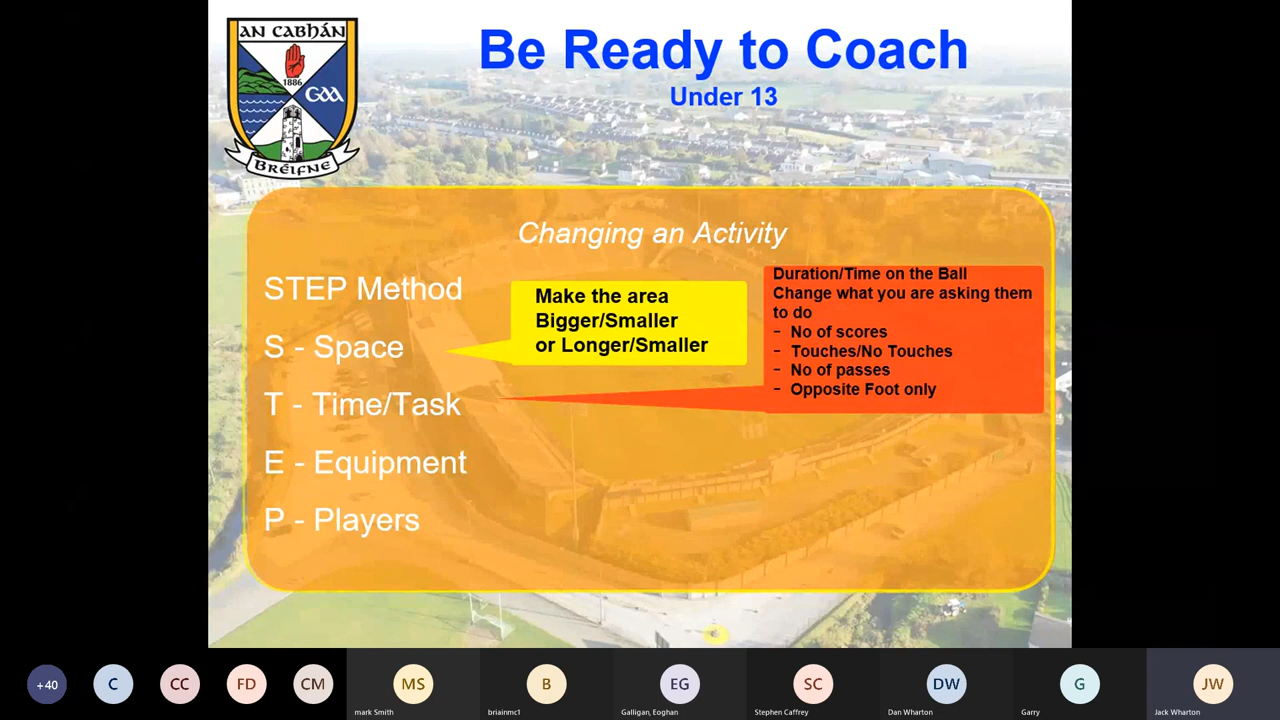 AN CABHÁN
1886
GAA
BRÉIFNE
Be Ready to Coach
Under 13
Changing an Activity
STEP Method
S - Space
T - Time/Task
E - Equipment
P - Players
Make the area
Bigger/Smaller
or Longer/Smaller
Duration/Time on the Ball
Change what you are asking them
to do
- No of scores
- Touches/No Touches
- No of passes
- Opposite Foot only
+40
C
CC
FD
CM
MS
mark Smith
B
briainmc1
EG
Galligan, Eoghan
SC
Stephen Caffrey
DW
Dan Wharton
G
Garry
JW
Jack Wharton